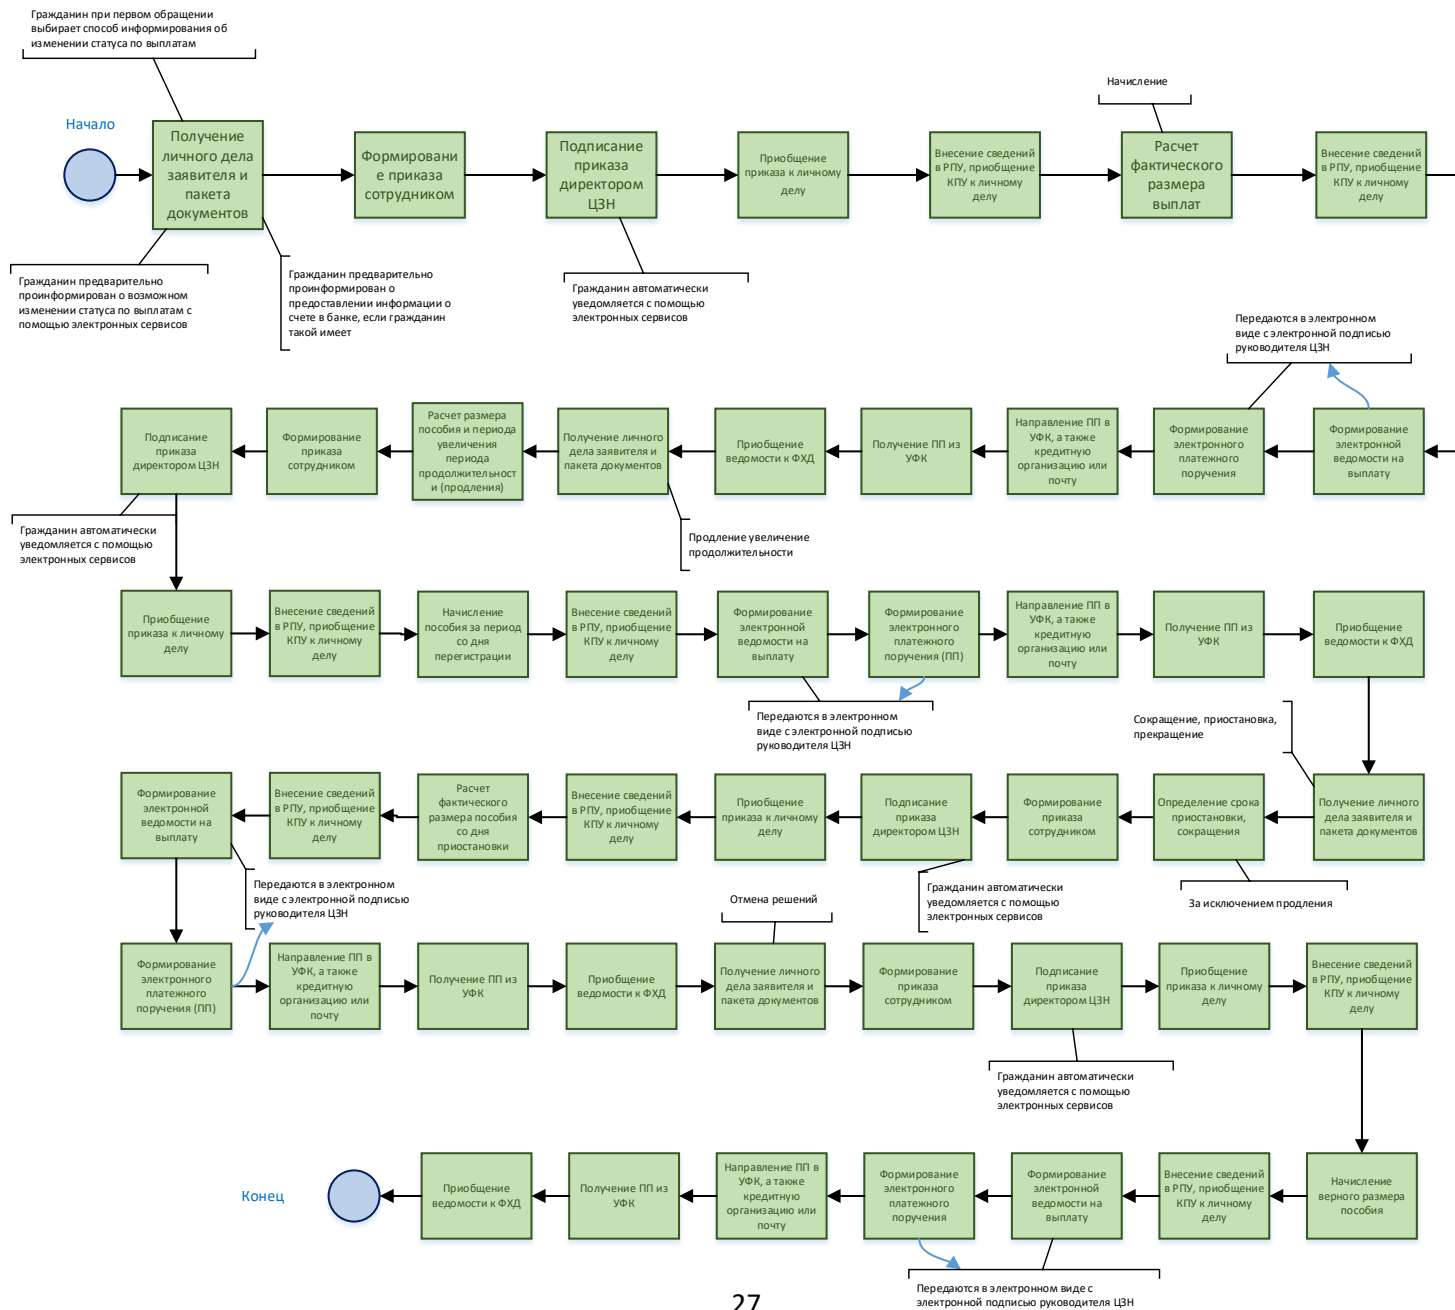 Гражданин при первом обращении
выбирает способ информирования об
изменении статуса по выплатам
Начисление
Начало
Получение
личного дела
заявителя и
пакета
документов
Формировани
е приказа
сотрудником
Подписание
приказа
директором
ЦЗН
Приобщение
приказа к личному
делу
Внесение сведений
в РПУ, приобщение
КПУ к личному
делу
Расчет
фактического
размера
выплат
Внесение сведений
в РПУ, приобщение
КПУ к личному
делу
Гражданин предварительно
проинформирован о возможном
изменении статуса по выплатам с
помощью электронных сервисов
Гражданин предварительно
проинформирован о
предоставлении информации о
счете в банке, если гражданин
такой имеет
Гражданин автоматически
уведомляется с помощью
электронных сервисов
Передаются в электронном
виде с электронной подписью
руководителя ЦЗН
Подписание
приказа
директором ЦЗН
Формирование
приказа
сотрудником
Расчет размера
пособия и периода
увеличения
периода
продолжительност
и (продления)
Получение личного
дела заявителя и
пакета документов
Приобщение
ведомости к ФХД
Получение ПП из
УФК
Направление ПП в
УФК, а также
кредитную
организацию или
почту
Формирование
электронного
платежного
поручения
Формирование
электронной
ведомости на
выплату
Гражданин автоматически
уведомляется с помощью
электронных сервисов
Продление увеличение
продолжительности
Приобщение
приказа к личному
делу
Внесение сведений
в РПУ, приобщение
КПУ к личному
делу
Начисление
пособия за период
со дня
перегистрации
Внесение сведений
в РПУ, приобщение
КПУ к личному
делу
Формирование
электронной
ведомости на
выплату
Формирование
электронного
платежного
поручения (ПП)
Направление ПП в
УФК, а также
кредитную
организацию или
почту
Получение ПП из
УФК
Приобщение
ведомости к ФХД
Передаются в электронном
виде с электронной подписью
руководителя ЦЗН
Сокращение, приостановка,
прекращение
Формирование
электронной
ведомости на
выплату
Внесение сведений
в РПУ, приобщение
КПУ к личному
делу
Расчет
фактического
размера пособия
со дня
приостановки
Внесение сведений
в РПУ, приобщение
КПУ к личному
делу
Приобщение
приказа к личному
делу
Подписание
приказа
директором ЦЗН
Формирование
приказа
сотрудником
Определение срока
приостановки,
сокращения
Получение личного
дела заявителя и
пакета документов
Передаются в электронном
виде с электронной подписью
руководителя ЦЗН
Отмена решений
Гражданин автоматически
уведомляется с помощью
электронных сервисов
За исключением продления
Формирование
электронного
платежного
поручения (ПП)
Направление ПП в
УФК, а также
кредитную
организацию или
почту
Получение ПП из
УФК
Приобщение
ведомости к ФХД
Получение личного
дела заявителя и
пакета документов
Формирование
приказа
сотрудником
Подписание
приказа
директором ЦЗН
Приобщение
приказа к личному
делу
Внесение сведений
в РПУ, приобщение
КПУ к личному
делу
Гражданин автоматически
уведомляется с помощью
электронных сервисов
Конец
Приобщение
ведомости к ФХД
Получение ПП из
УФК
Направление ПП в
УФК, а также
кредитную
организацию или
почту
Формирование
электронного
платежного
поручения
Формирование
электронной
ведомости на
выплату
Внесение сведений
в РПУ, приобщение
КПУ к личному
делу
Начисление
верного размера
пособия
Передаются в электронном виде с
электронной подписью руководителя ЦЗН
27